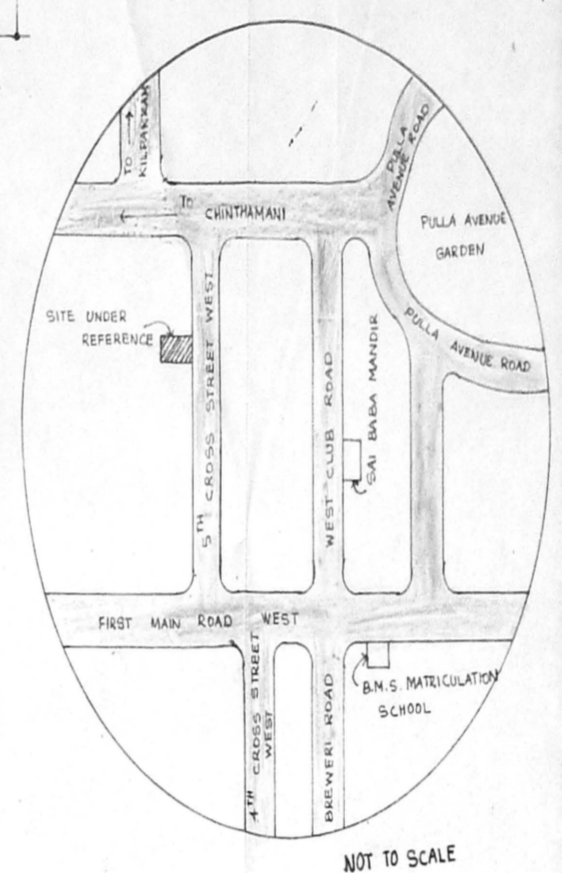 TO
KILPAKKAM
TO
CHINTHAMANI
PULLA
AVENUE ROAD
PULLA AVENUE
GARDEN
SITE UNDER
REFERENCE
5TH CROSS STREET WEST
WEST CLUB ROAD
SAI BABA MANDIR
PULLA AVENUE ROAD
FIRST MAIN ROAD WEST
4TH CROSS STREET
WEST
BREWERI ROAD
B.M.S. MATRICULATION
SCHOOL
NOT TO SCALE